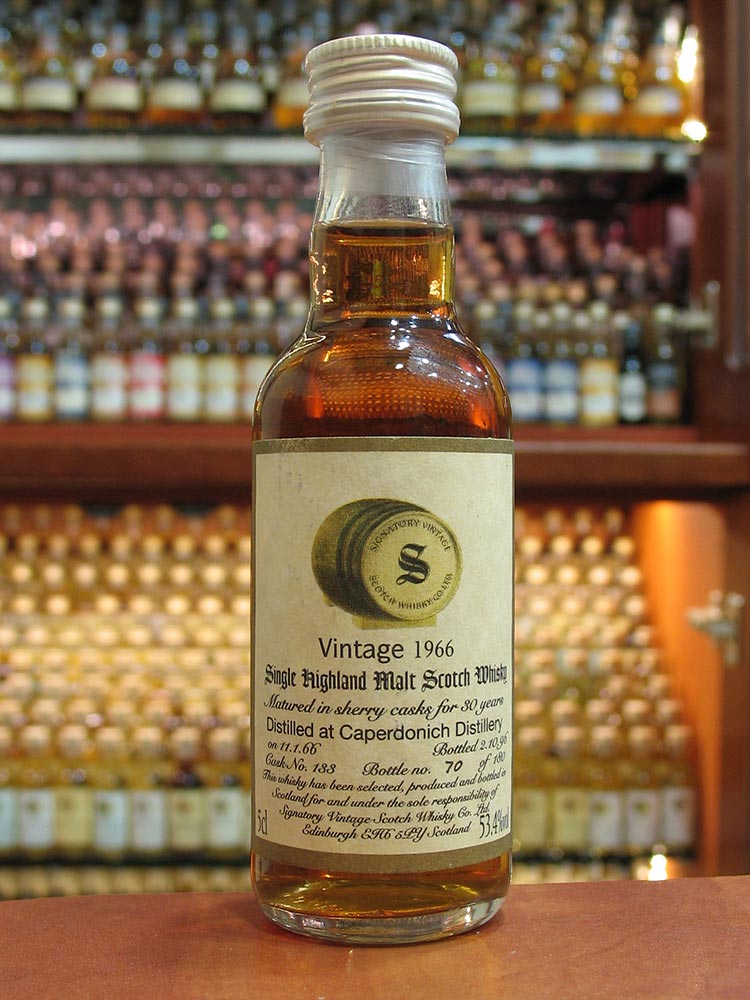 SIGNATORY VINTAGE
S
SCOTCH WHISKY CO. LTD.
Vintage 1966
Single Highland Malt Scotch Whisky
Matured in sherry casks for 30 years
Distilled at Caperdonich Distillery
on 11.1.66 Bottled 2.10.96
Cask No. 133 Bottle no. 70 of 180
This whisky has been selected, produced and bottled in
Scotland for and under the sole responsibility of
Signatory Vintage Scotch Whisky Co. Ltd.
Edinburgh EH6 5PY Scotland
5cl 53.4%vol